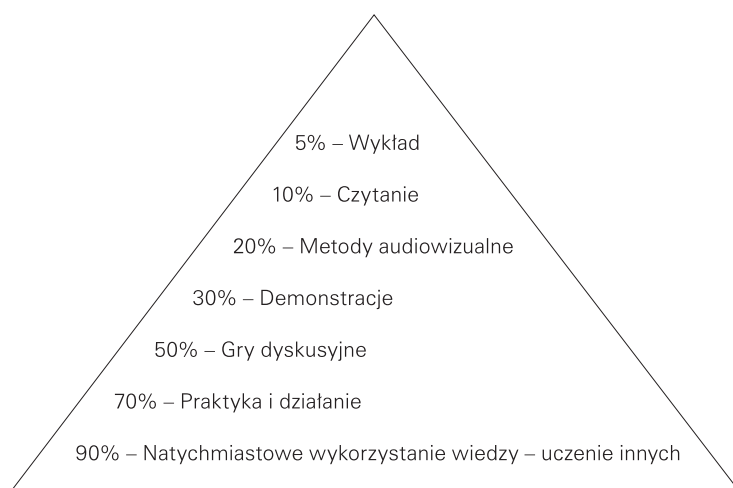 5% – Wykład
10% – Czytanie
20% – Metody audiowizualne
30% – Demonstracje
50% – Gry dyskusyjne
70% – Praktyka i działanie
90% – Natychmiastowe wykorzystanie wiedzy – uczenie innych